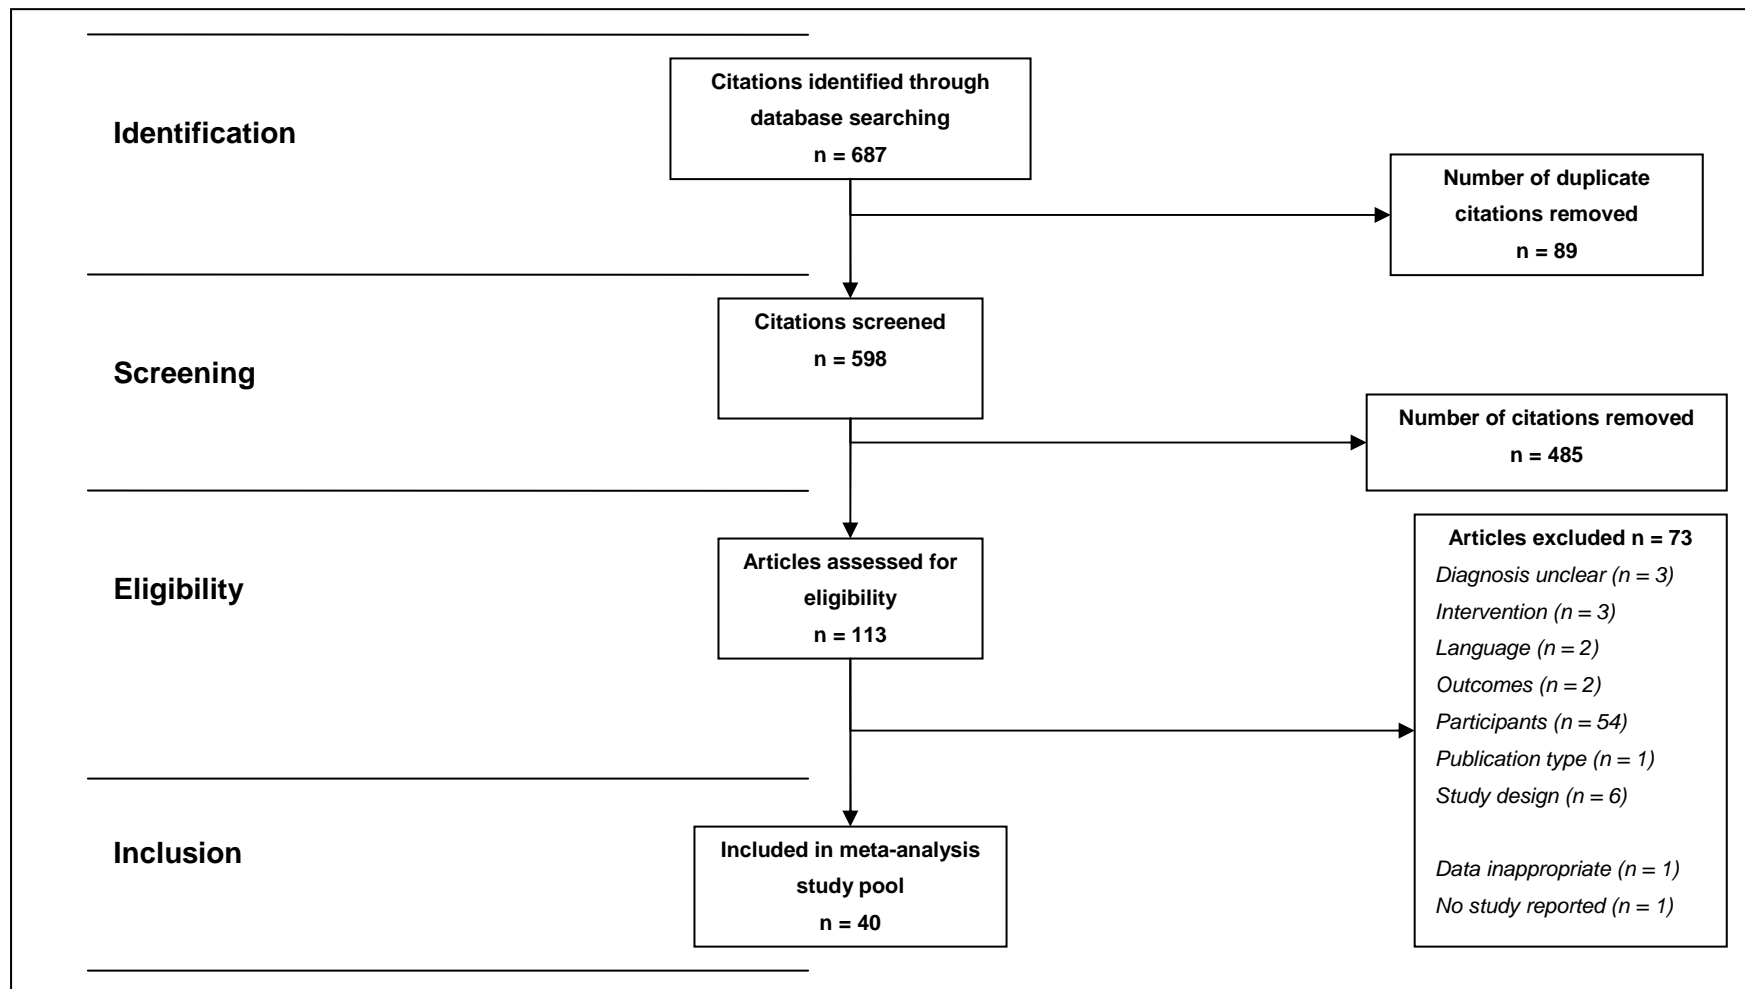 Identification
Citations identified through
database searching
n = 687
Number of duplicate
citations removed
n = 89
Screening
Citations screened
n = 598
Number of citations removed
n = 485
Eligibility
Articles assessed for
eligibility
n = 113
Articles excluded n = 73
Diagnosis unclear (n = 3)
Intervention (n = 3)
Language (n = 2)
Outcomes (n = 2)
Participants (n = 54)
Publication type (n = 1)
Study design (n = 6)
Data inappropriate (n = 1)
No study reported (n = 1)
Inclusion
Included in meta-analysis
study pool
n = 40